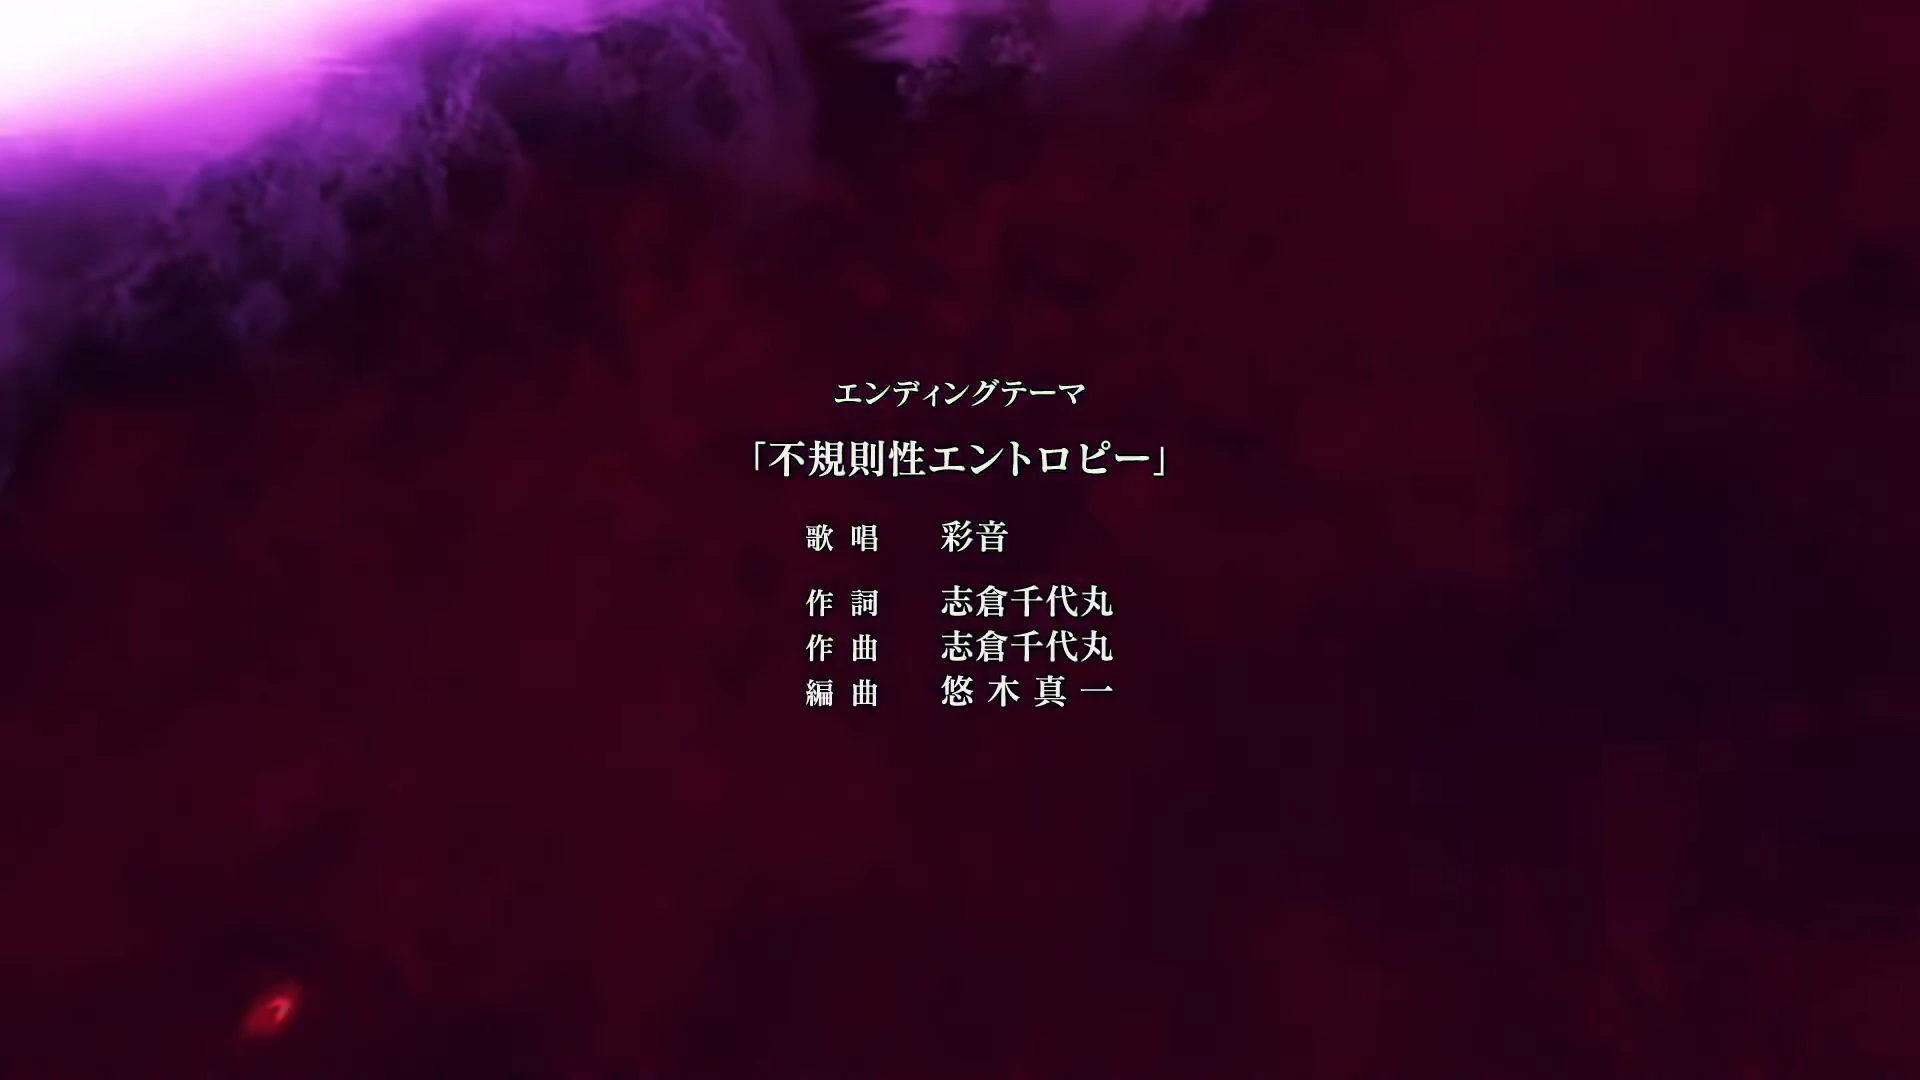 エンディングテーマ
「不規則性エントロピー」
歌唱 彩音
作詞 志倉千代丸
作曲 志倉千代丸
編曲 悠木真一